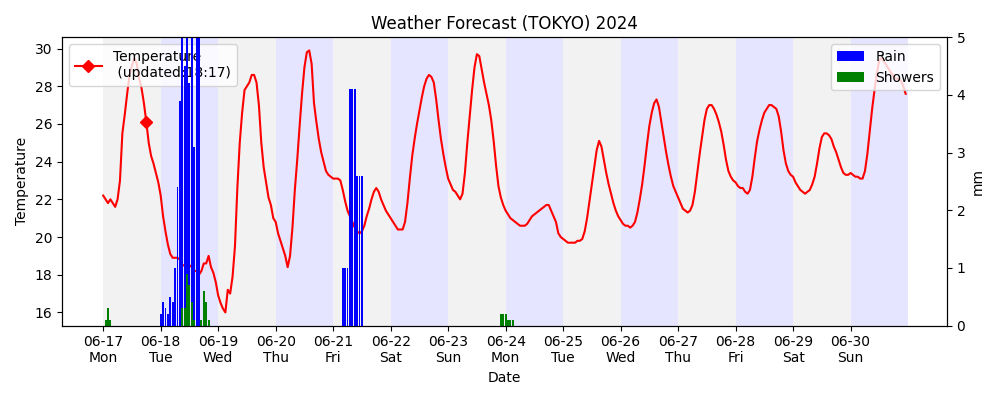 Weather Forecast (TOKYO) 2024
Temperature
(updated 18:17)
Rain
Showers
30
28
26
24
22
20
18
16
Temperature
5
4
3
2
1
0
mm
06-17 06-18 06-19 06-20 06-21 06-22 06-23 06-24 06-25 06-26 06-27 06-28 06-29 06-30
Mon Tue Wed Thu Fri Sat Sun Mon Tue Wed Thu Fri Sat Sun
Date